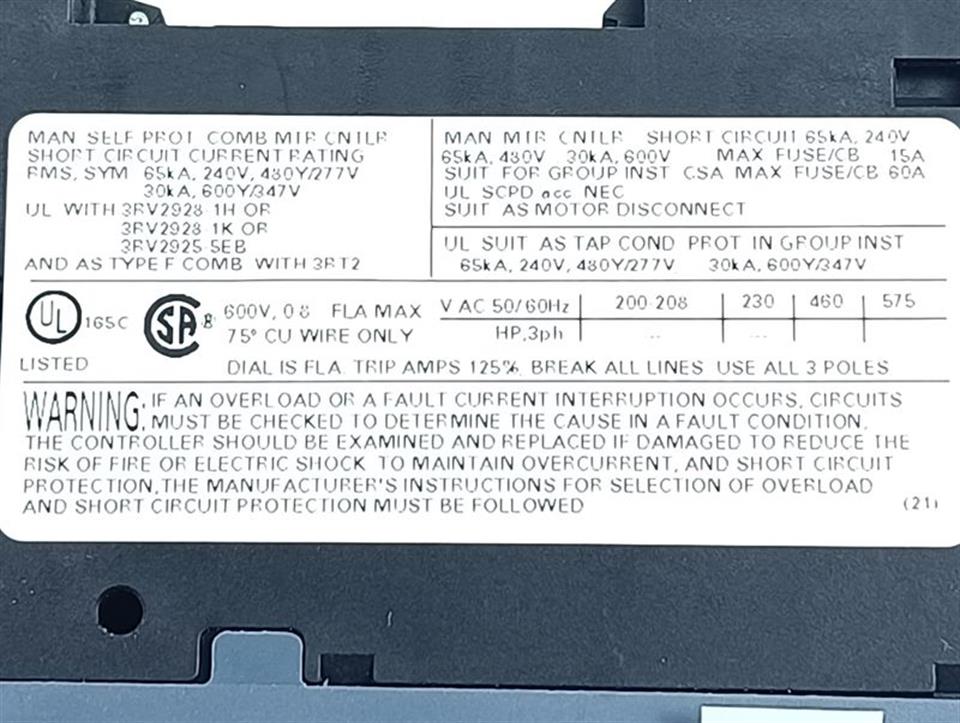 MAN SELF PROT COMB MTR CNTLR
SHORT CIRCUIT CURRENT RATING
RMS, SYM 65kA, 240V, 480Y/277V
30kA, 600Y/347V
UL WITH 3RV2928-1H OR
3RV2928-1K OR
3RV2925-5EB
AND AS TYPE F COMB WITH 3RT2
MAN MTR CNTLR SHORT CIRCUIT 65kA, 240V
65kA, 480V 30kA, 600V MAX FUSE/CB 15A
SUIT FOR GROUP INST CSA MAX FUSE/CB 60A
UL SCPD acc NEC
SUIT AS MOTOR DISCONNECT
UL SUIT AS TAP COND PROT IN GROUP INST
65kA, 240V, 480Y/277V 30kA, 600Y/347V
UL 165C
LISTED
SA
600V, 0.8 FLA MAX
75° CU WIRE ONLY
V AC 50/60Hz 200-208 230 460 575
HP,3ph -- --
DIAL IS FLA. TRIP AMPS 125%. BREAK ALL LINES USE ALL 3 POLES
WARNING: IF AN OVERLOAD OR A FAULT CURRENT INTERRUPTION OCCURS, CIRCUITS
MUST BE CHECKED TO DETERMINE THE CAUSE IN A FAULT CONDITION,
THE CONTROLLER SHOULD BE EXAMINED AND REPLACED IF DAMAGED TO REDUCE THE
RISK OF FIRE OR ELECTRIC SHOCK. TO MAINTAIN OVERCURRENT, AND SHORT CIRCUIT
PROTECTION,THE MANUFACTURER'S INSTRUCTIONS FOR SELECTION OF OVERLOAD
AND SHORT CIRCUIT PROTECTION MUST BE FOLLOWED (21)